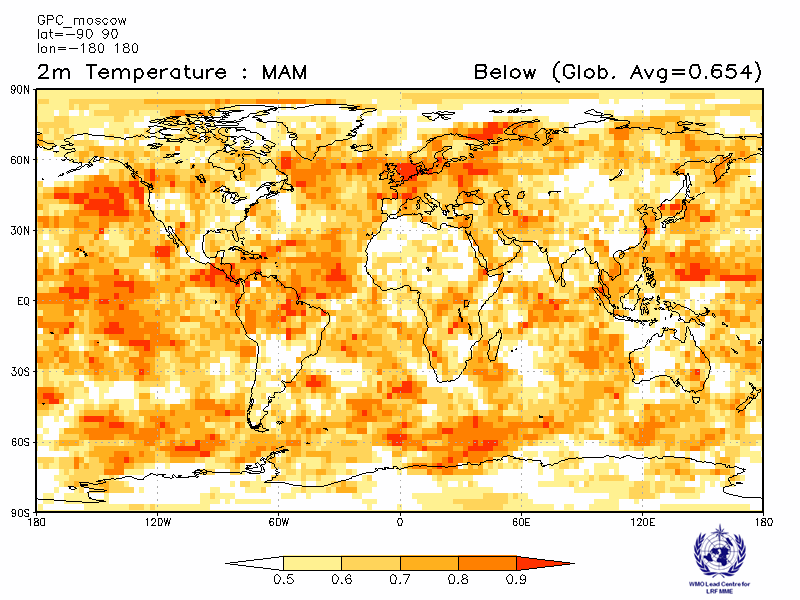 GPC_moscow
lat=-90 90
lon=-180 180
2m Temperature : MAM
Below (Glob. Avg=0.654)
90N
60N
30N
EQ
30S
60S
90S
180 120W 60W 0 60E 120E 180
0.5 0.6 0.7 0.8 0.9
WMO Lead Centre for
LRF MME